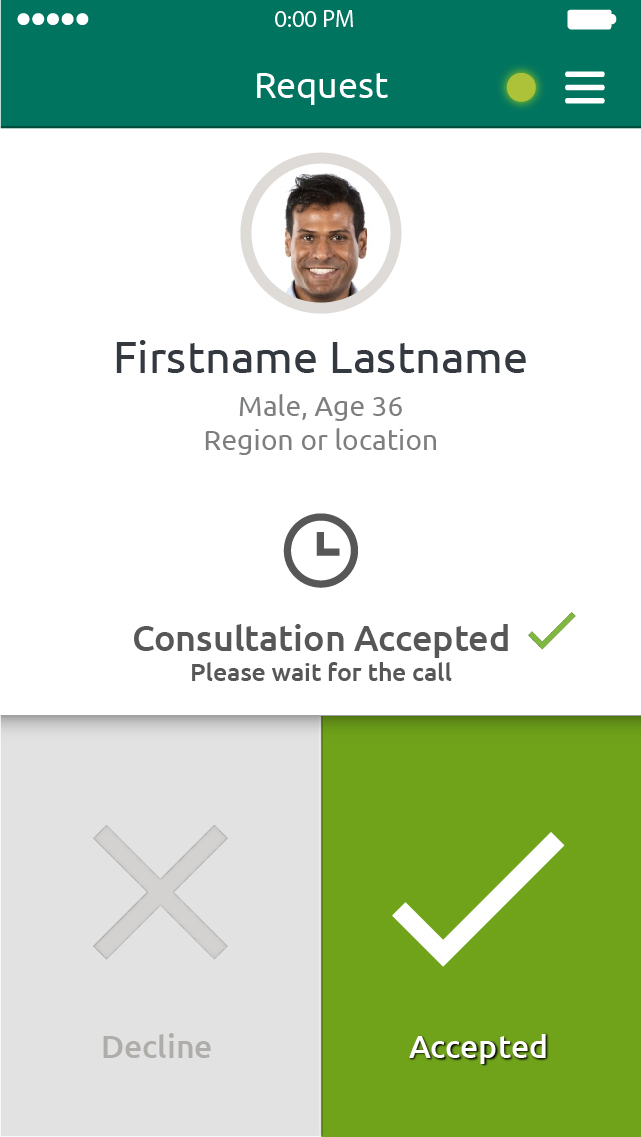 0:00 PM
Request
Firstname Lastname
Male, Age 36
Region or location
Consultation Accepted
Please wait for the call
Decline
Accepted